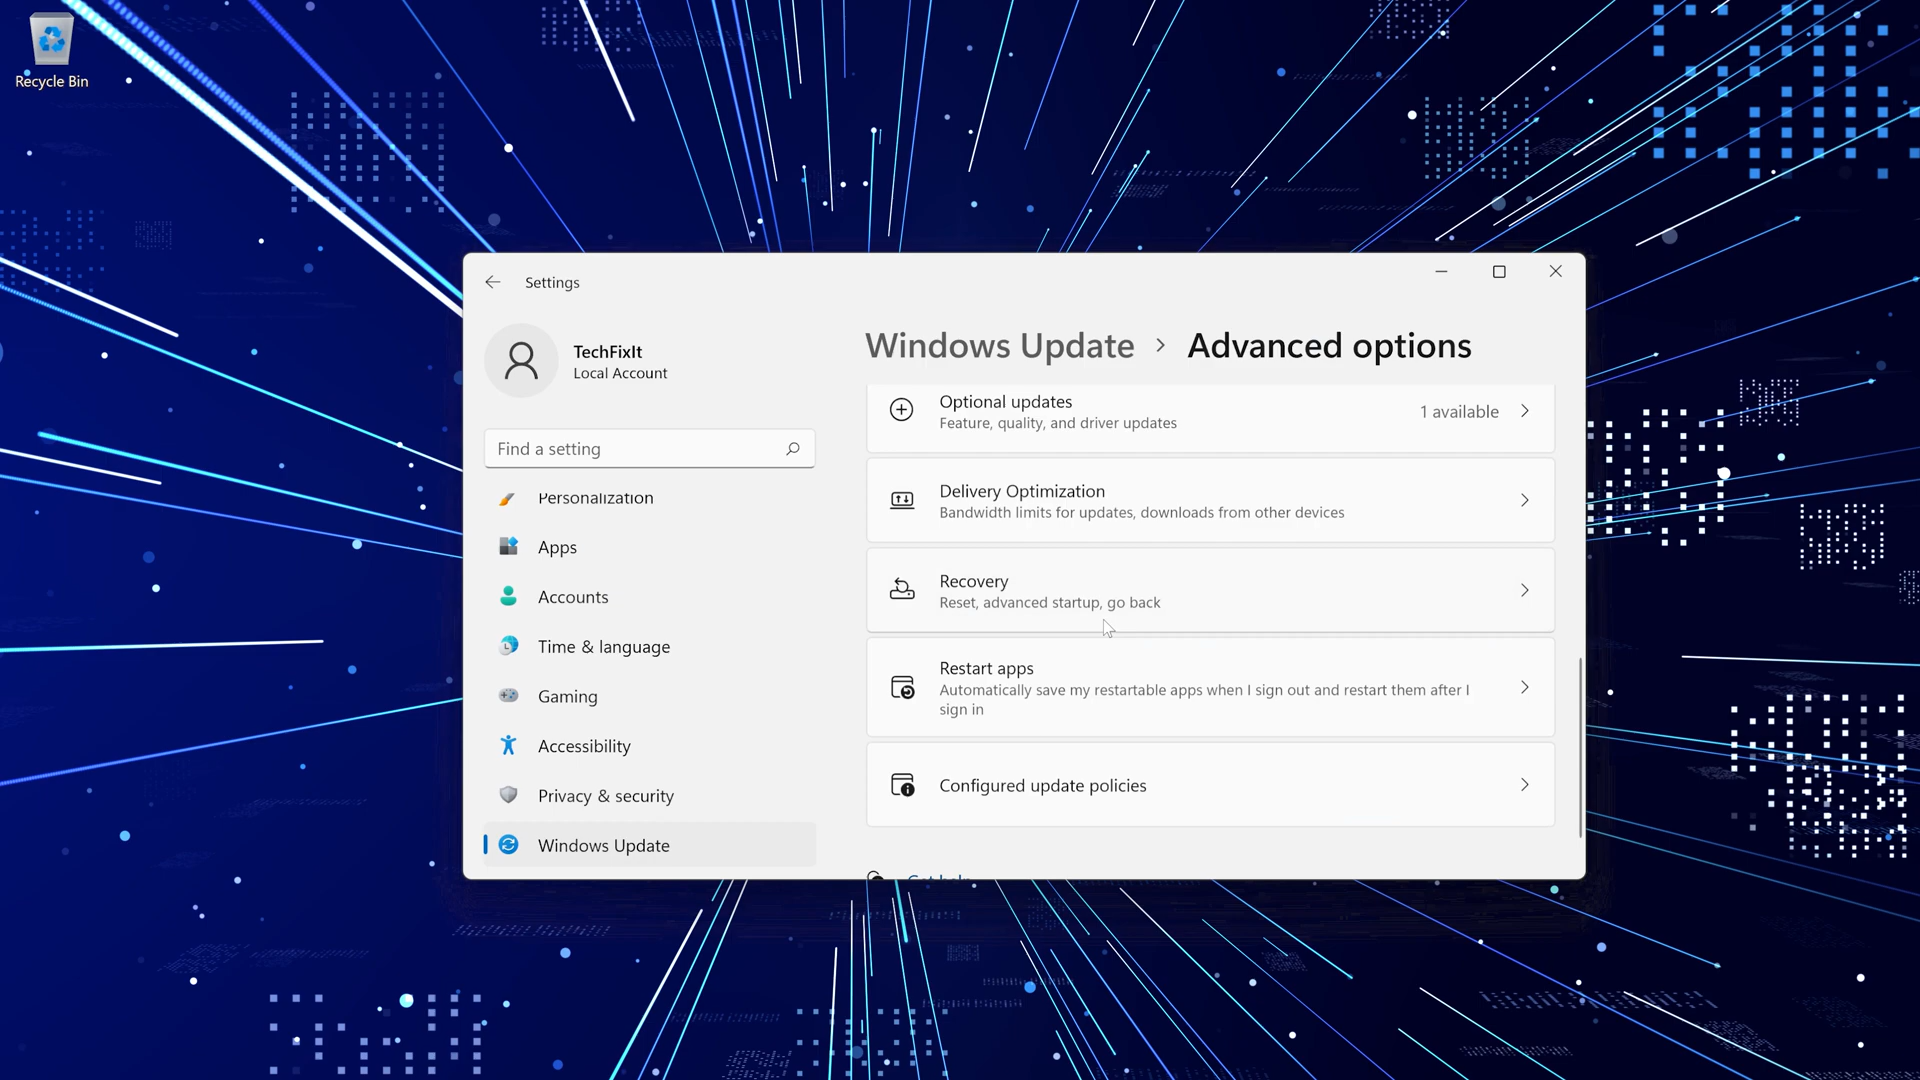 Recycle Bin
Settings
TechFixIt
Local Account
Find a setting
Personalization
Apps
Accounts
Time & language
Gaming
Accessibility
Privacy & security
Windows Update
Windows Update > Advanced options
Optional updates
Feature, quality, and driver updates
1 available
Delivery Optimization
Bandwidth limits for updates, downloads from other devices
Recovery
Reset, advanced startup, go back
Restart apps
Automatically save my restartable apps when I sign out and restart them after I
sign in
Configured update policies
Get help